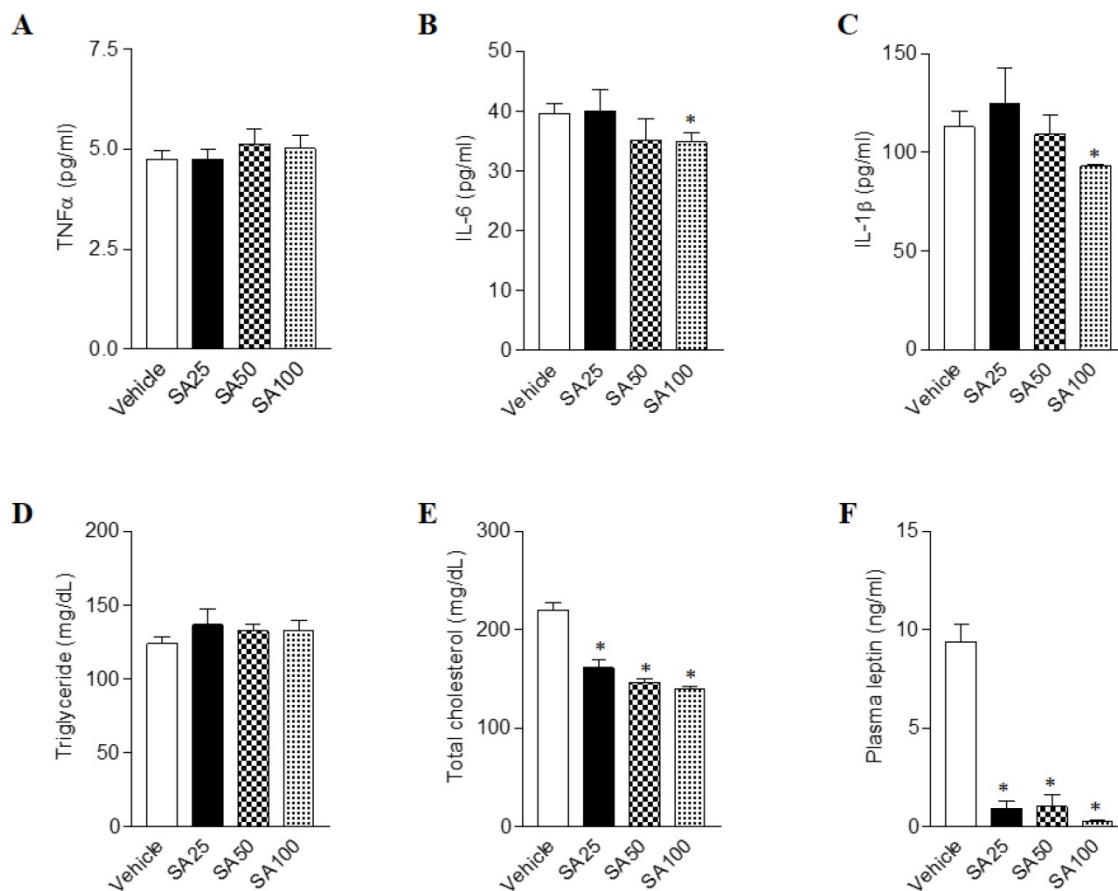 A
TNFα (pg/ml)
7.5
5.0
2.5
0.0
Vehicle
SA25
SA50
SA100
B
IL-6 (pg/ml)
50
40
30
20
10
0
*
Vehicle
SA25
SA50
SA100
C
IL-1β (pg/ml)
150
100
50
0
*
Vehicle
SA25
SA50
SA100
D
Triglyceride (mg/dL)
200
150
100
50
0
Vehicle
SA25
SA50
SA100
E
Total cholesterol (mg/dL)
300
200
100
0
*
*
*
Vehicle
SA25
SA50
SA100
F
Plasma leptin (ng/ml)
15
10
5
0
*
*
*
Vehicle
SA25
SA50
SA100